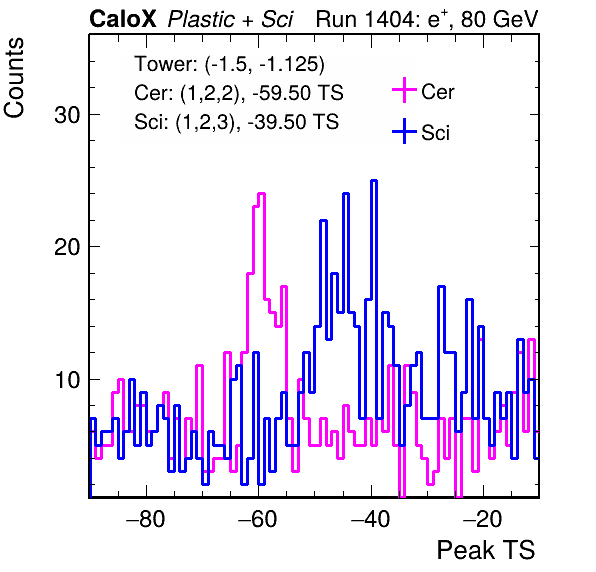 CaloX Plastic + Sci Run 1404: e+, 80 GeV
Counts
Tower: (-1.5, -1.125)
Cer: (1,2,2), -59.50 TS
Sci: (1,2,3), -39.50 TS
Cer
Sci
30
20
10
−80 −60 −40 −20
Peak TS